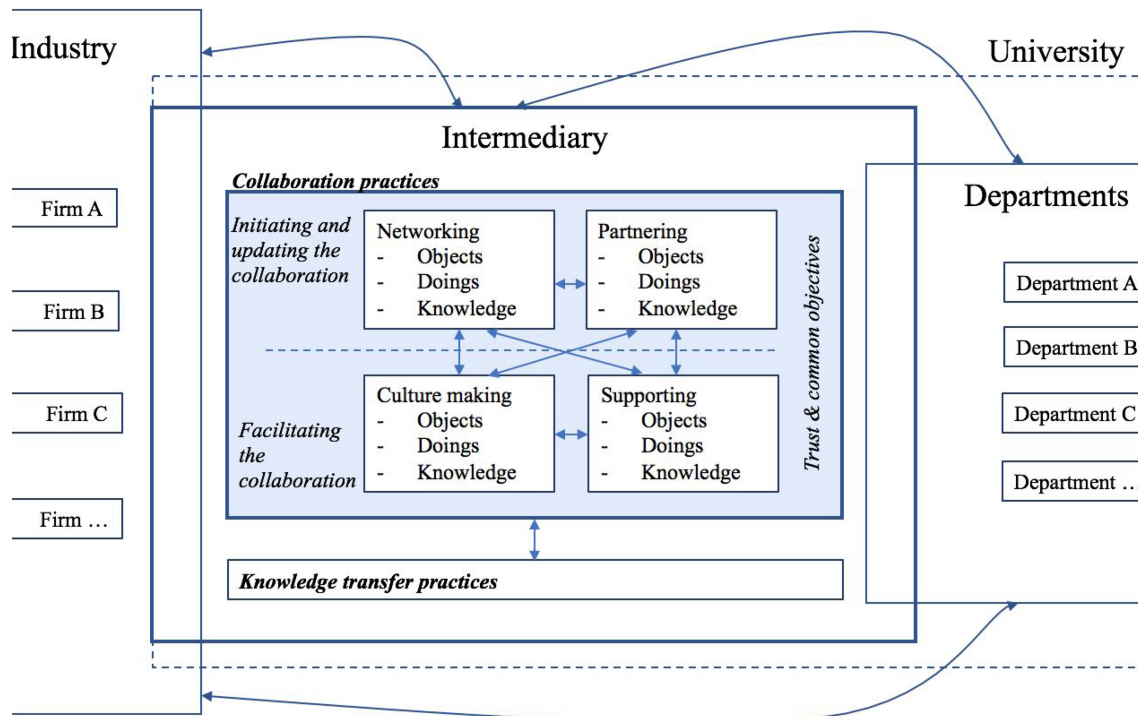 Industry
University
Intermediary
Departments
Firm A
Firm B
Firm C
Firm …
Collaboration practices
Initiating and
updating the
collaboration
Networking
- Objects
- Doings
- Knowledge
Partnering
- Objects
- Doings
- Knowledge
Trust & common objectives
Facilitating
the
collaboration
Culture making
- Objects
- Doings
- Knowledge
Supporting
- Objects
- Doings
- Knowledge
Knowledge transfer practices
Department A
Department B
Department C
Department …